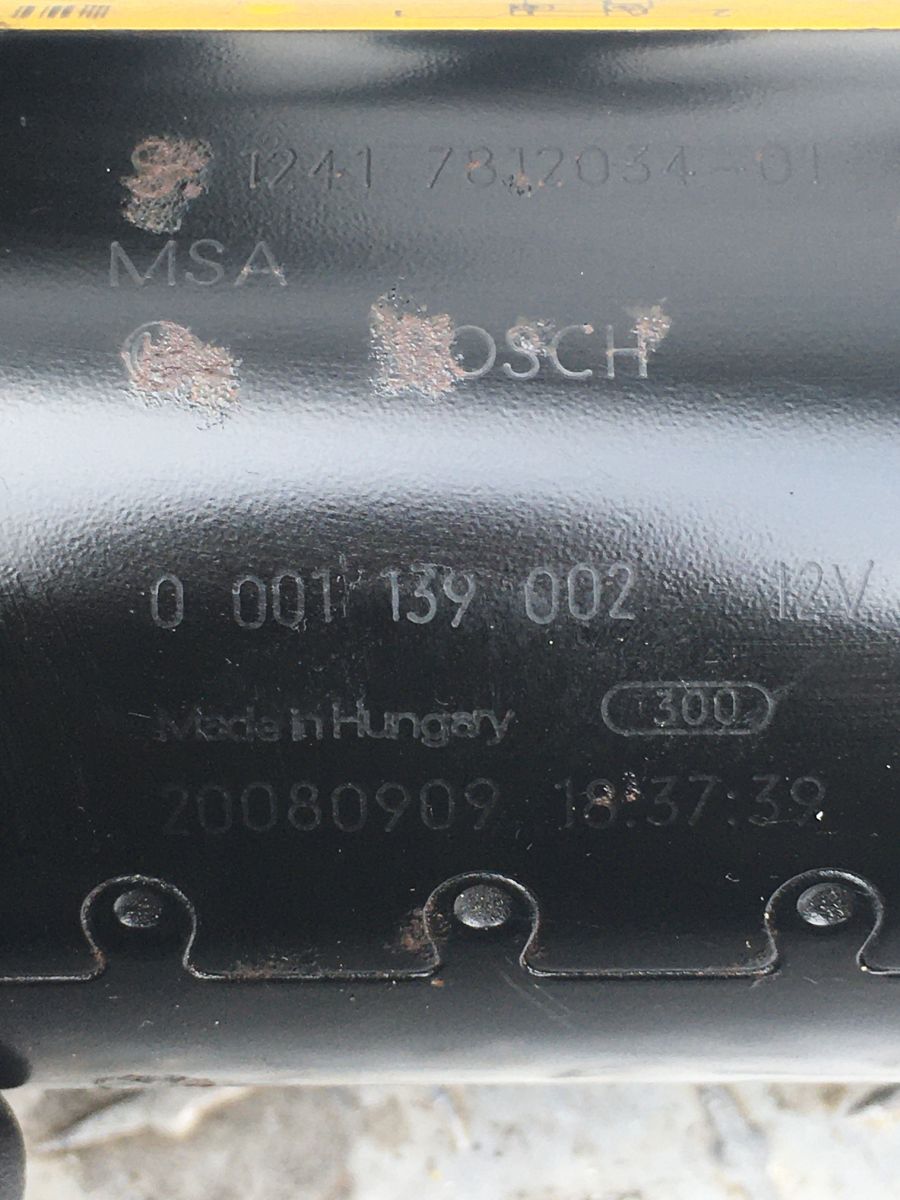 1241 7812034-01
MSA
OSCH
0 001 139 002 12V
Made in Hungary
300
20080909 18:37:39